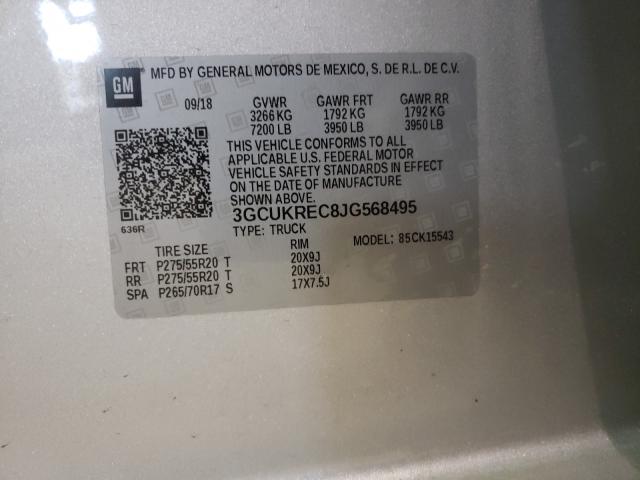 GM MFD BY GENERAL MOTORS DE MEXICO, S. DE R.L. DE C.V.
09/18 GVWR GAWR FRT GAWR RR
3266 KG 1792 KG 1792 KG
7200 LB 3950 LB 3950 LB
THIS VEHICLE CONFORMS TO ALL
APPLICABLE U.S. FEDERAL MOTOR
VEHICLE SAFETY STANDARDS IN EFFECT
ON THE DATE OF MANUFACTURE
SHOWN ABOVE.
636R 3GCUKREC8JG568495
TYPE: TRUCK MODEL: 85CK15543
TIRE SIZE RIM
FRT P275/55R20 T 20X9J
RR P275/55R20 T 20X9J
SPA P265/70R17 S 17X7.5J